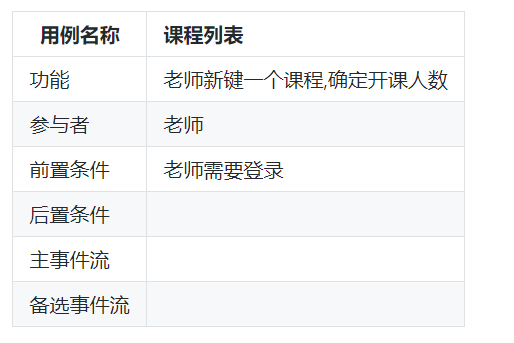 用例名称 课程列表
功能 老师新键一个课程,确定开课人数
参与者 老师
前置条件 老师需要登录
后置条件
主事件流
备选事件流